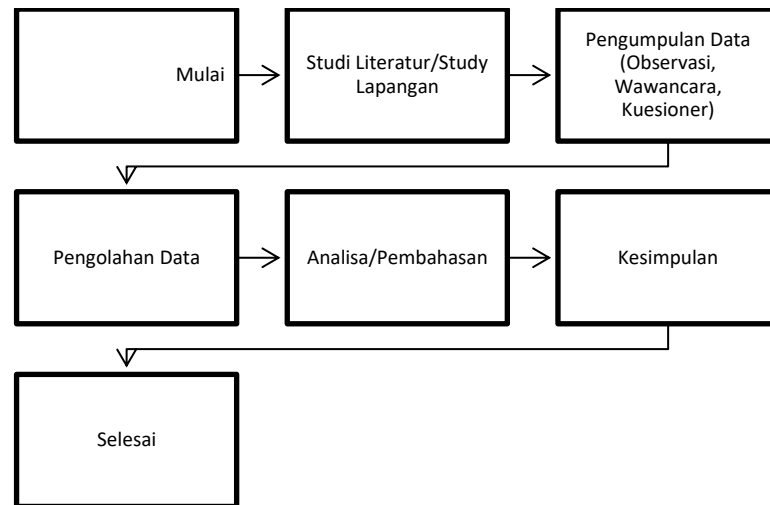 Mulai
Studi Literatur/Study
Lapangan
Pengumpulan Data
(Observasi,
Wawancara,
Kuesioner)
Pengolahan Data
Analisa/Pembahasan
Kesimpulan
Selesai